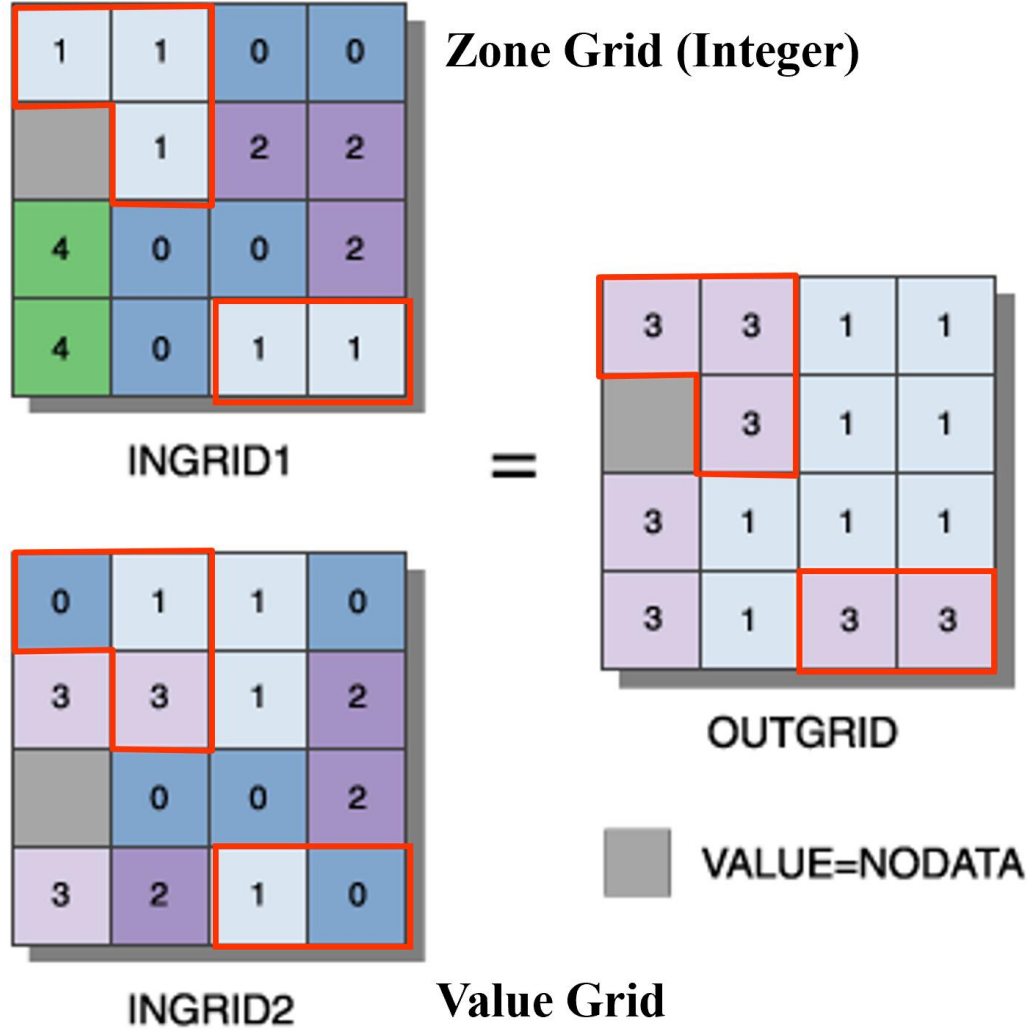 1 1 0 0
Zone Grid (Integer)
1 2 2
4 0 0 2
4 0 1 1
INGRID1
=
3 3 1 1
3 1 1
3 1 1 1
3 1 3 3
OUTGRID
VALUE=NODATA
0 1 1 0
3 3 1 2
0 0 2
3 2 1 0
INGRID2
Value Grid